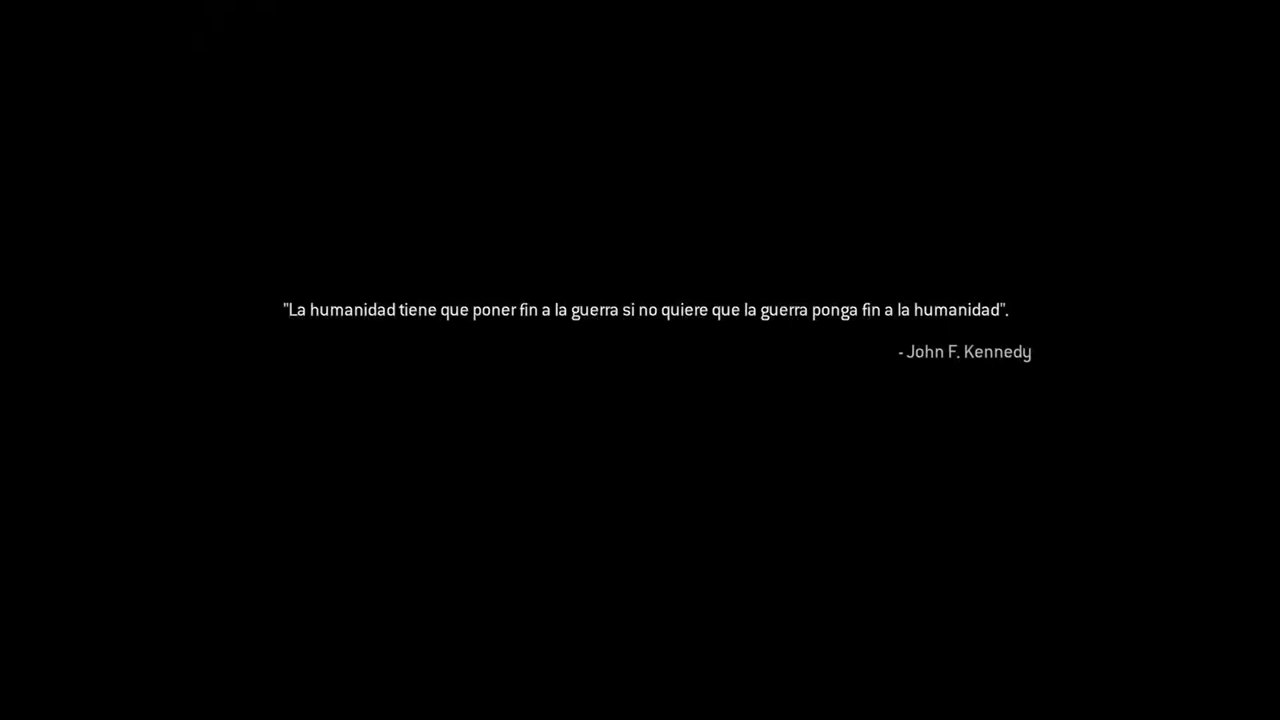 "La humanidad tiene que poner fin a la guerra si no quiere que la guerra ponga fin a la humanidad".
- John F. Kennedy